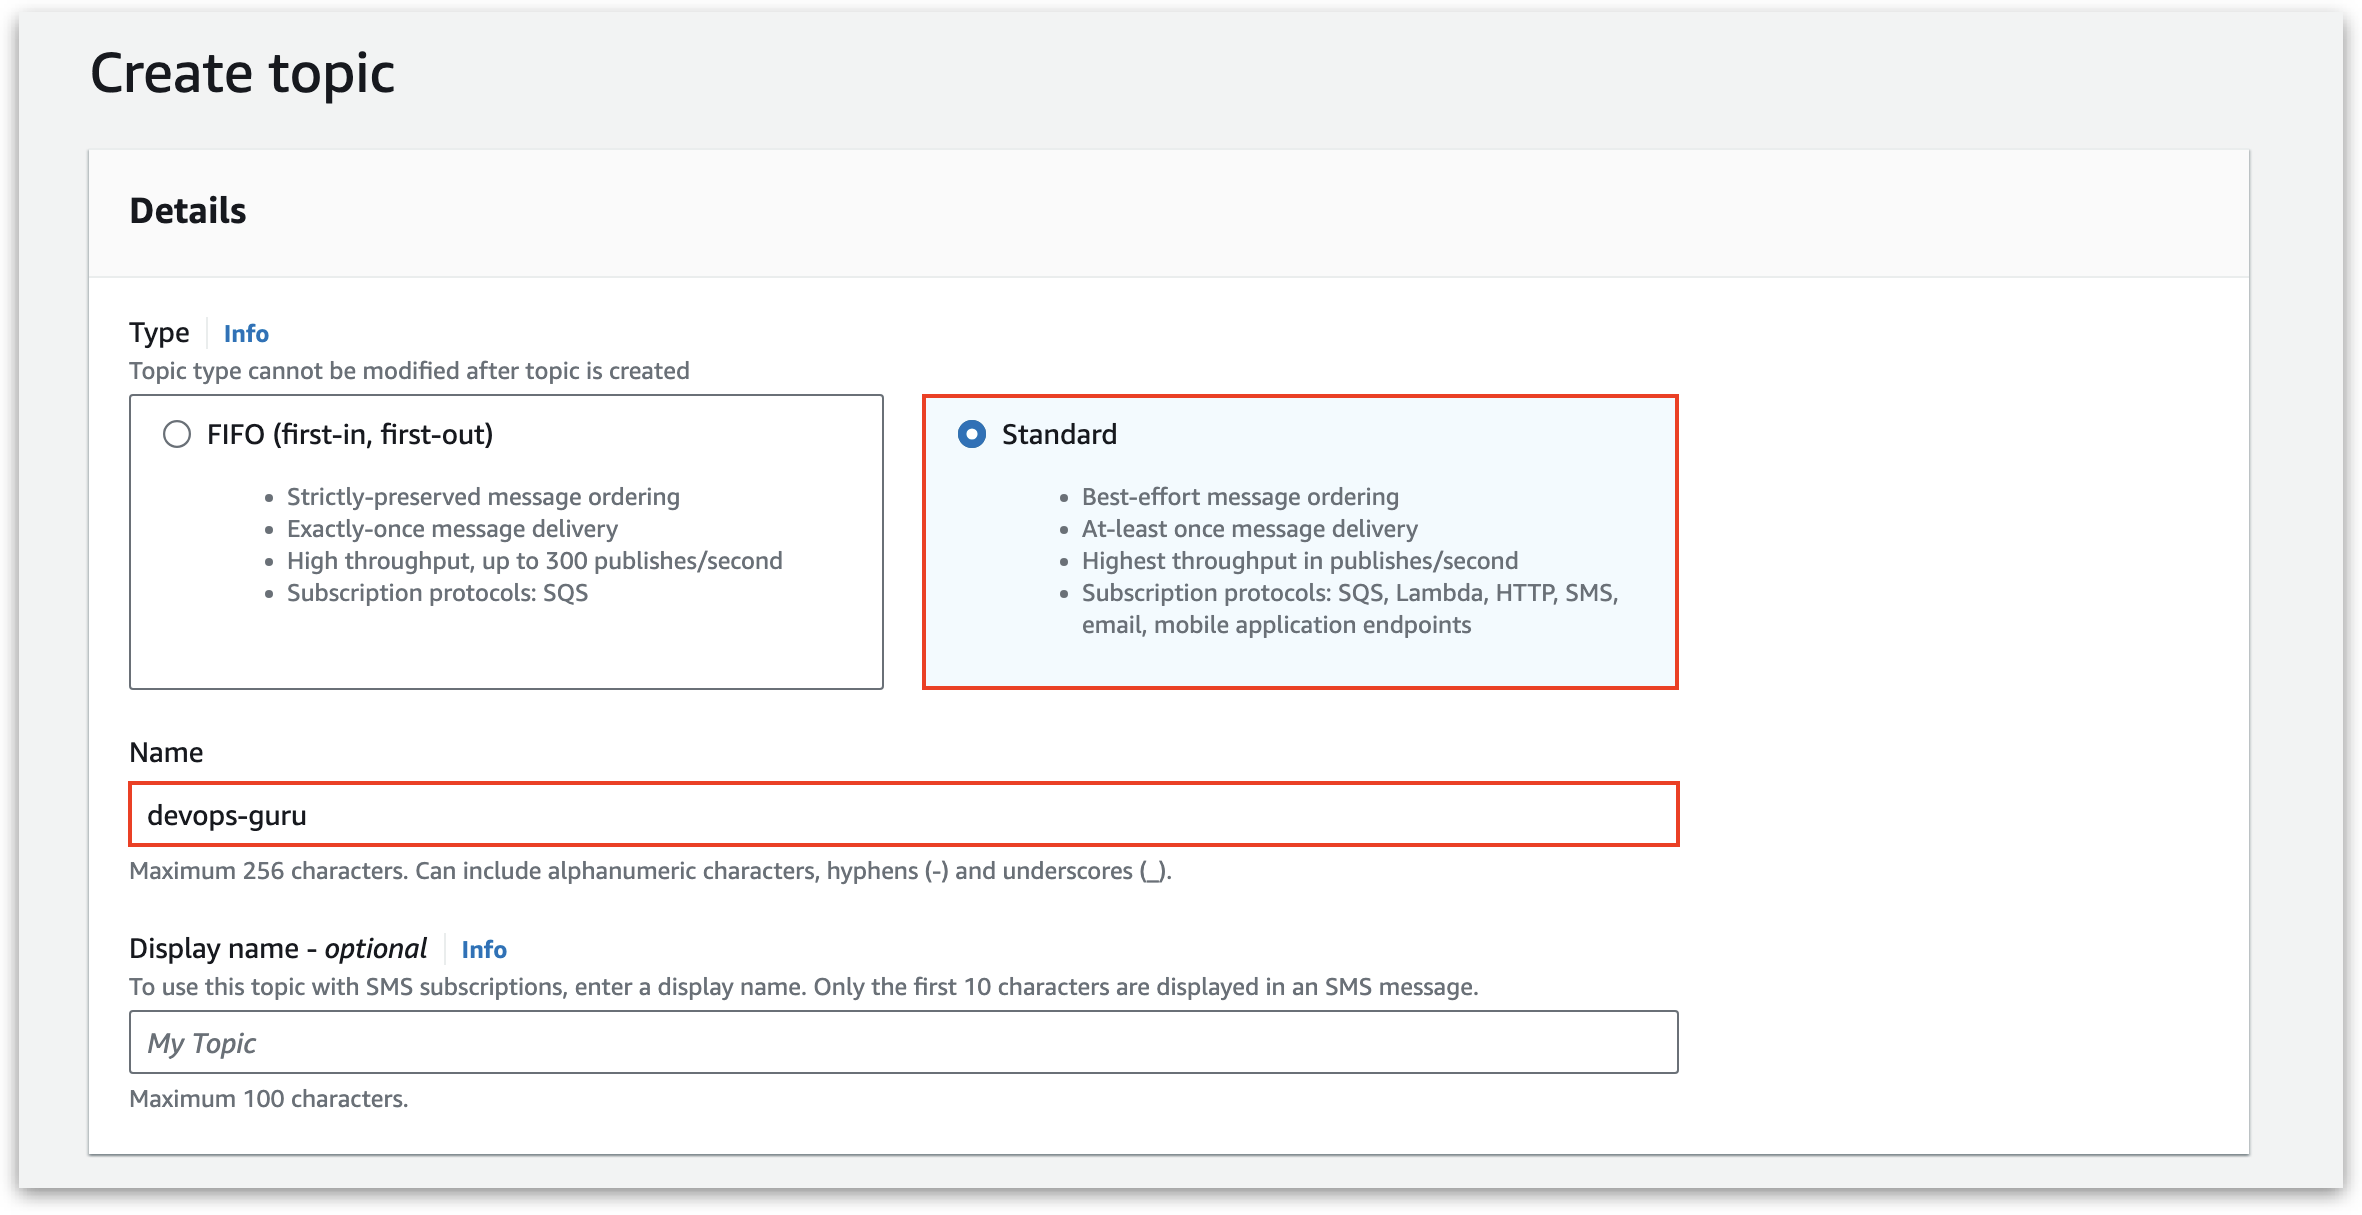 Create topic
Details
Type Info
Topic type cannot be modified after topic is created
FIFO (first-in, first-out)
• Strictly-preserved message ordering
• Exactly-once message delivery
• High throughput, up to 300 publishes/second
• Subscription protocols: SQS
Standard
• Best-effort message ordering
• At-least once message delivery
• Highest throughput in publishes/second
• Subscription protocols: SQS, Lambda, HTTP, SMS,
email, mobile application endpoints
Name
devops-guru
Maximum 256 characters. Can include alphanumeric characters, hyphens (-) and underscores (_).
Display name - optional Info
To use this topic with SMS subscriptions, enter a display name. Only the first 10 characters are displayed in an SMS message.
My Topic
Maximum 100 characters.